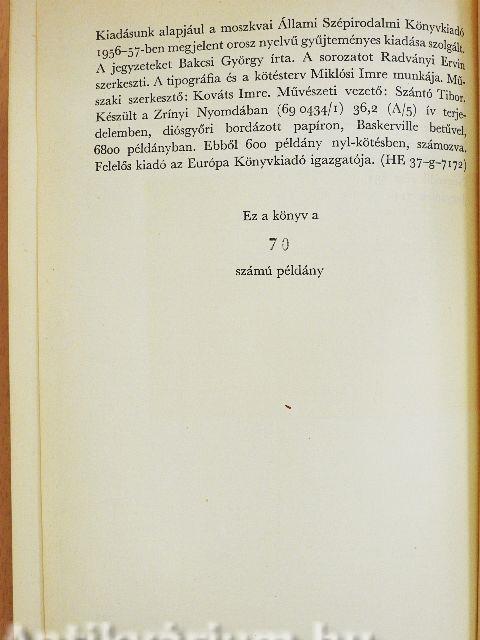 Kiadásunk alapjául a moszkvai Állami Szépirodalmi Könyvkiadó
1956–57-ben megjelent orosz nyelvű gyűjteményes kiadása szolgált.
A jegyzeteket Bakcsi György írta. A sorozatot Radványi Ervin
szerkeszti. A tipográfia és a kötésterv Miklósi Imre munkája. Mű-
szaki szerkesztő: Kováts Imre. Művészeti vezető: Szántó Tibor.
Készült a Zrínyi Nyomdában (69 0434/1) 36,2 (A/5) ív terje-
delemben, diósgyőri bordázott papíron, Baskerville betűvel,
6800 példányban. Ebből 600 példány nyl-kötésben, számozva.
Felelős kiadó az Európa Könyvkiadó igazgatója. (HE 37-g-7172)
Ez a könyv a
70
számú példány
Antikvárium.hu